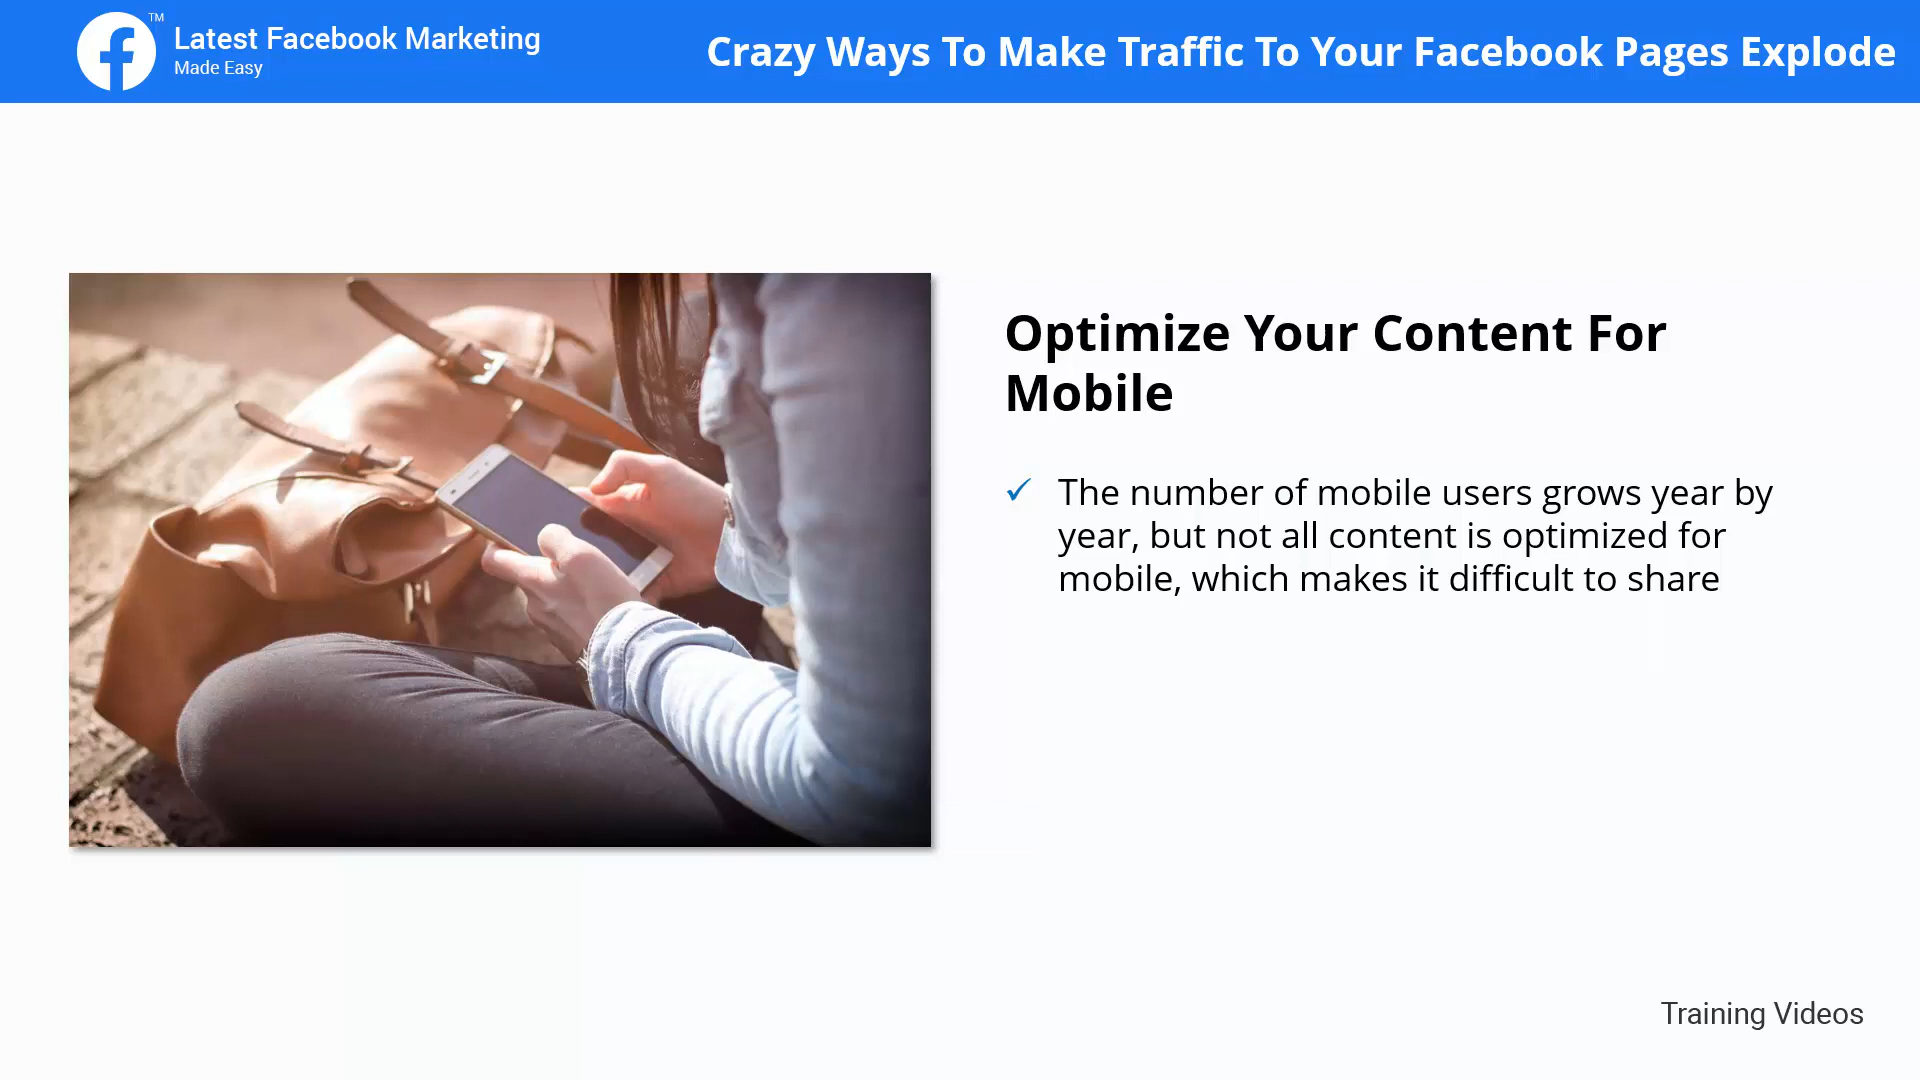 TM
Latest Facebook Marketing
Made Easy
Crazy Ways To Make Traffic To Your Facebook Pages Explode
Optimize Your Content For
Mobile
✓ The number of mobile users grows year by
year, but not all content is optimized for
mobile, which makes it difficult to share
Training Videos